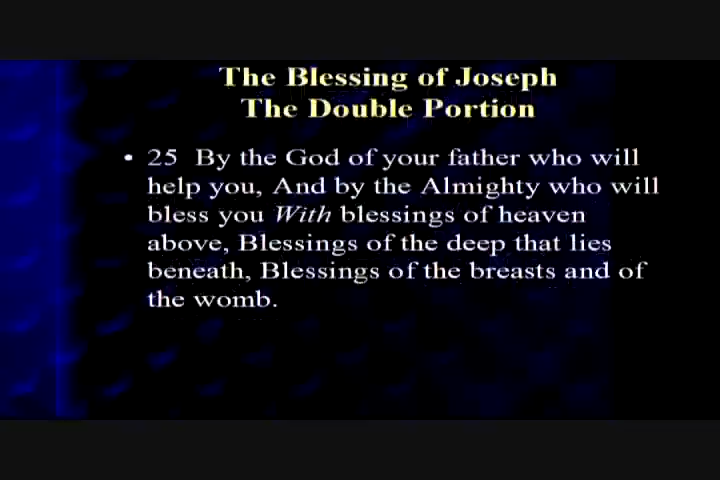 The Blessing of Joseph
The Double Portion
• 25 By the God of your father who will
help you, And by the Almighty who will
bless you With blessings of heaven
above, Blessings of the deep that lies
beneath, Blessings of the breasts and of
the womb.